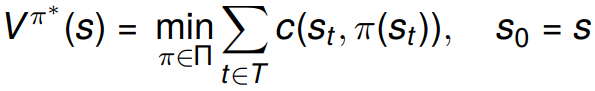 V^{π*}(s) = min_{π∈Π} ∑_{t∈T} c(s_t, π(s_t)),    s_0 = s